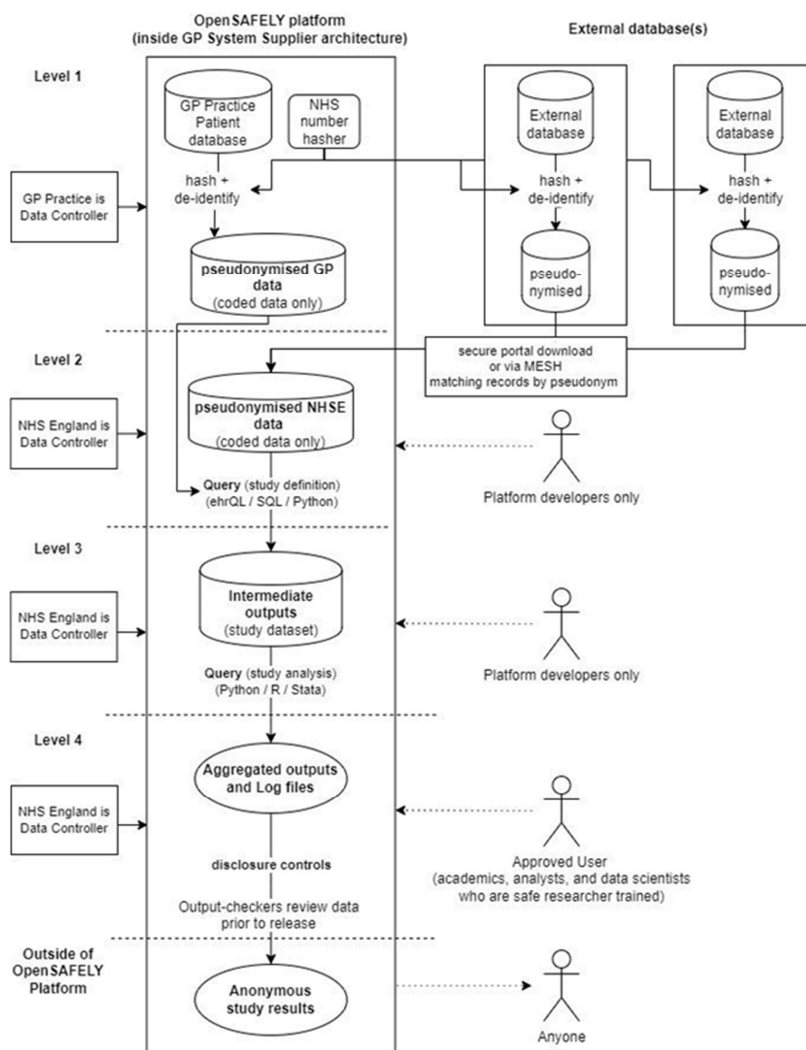 OpenSAFELY platform
(inside GP System Supplier architecture)
External database(s)
Level 1
GP Practice
Patient
database
NHS
number
hasher
External
database
External
database
hash +
de-identify
hash +
de-identify
hash +
de-identify
GP Practice is
Data Controller
pseudonymised GP
data
(coded data only)
pseudo-
nymised
pseudo-
nymised
Level 2
secure portal download
or via MESH
matching records by pseudonym
NHS England is
Data Controller
pseudonymised NHSE
data
(coded data only)
Platform developers only
Query (study definition)
(ehrQL / SQL / Python)
Level 3
NHS England is
Data Controller
Intermediate
outputs
(study dataset)
Platform developers only
Query (study analysis)
(Python / R / Stata)
Level 4
NHS England is
Data Controller
Aggregated outputs
and Log files
Approved User
(academics, analysts, and data scientists
who are safe researcher trained)
disclosure controls
Output-checkers review data
prior to release
Outside of
OpenSAFELY
Platform
Anonymous
study results
Anyone